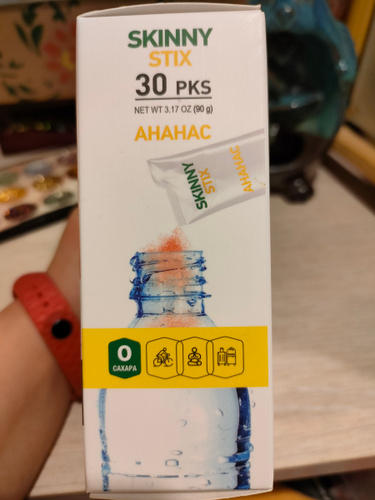 SKINNY
STIX
30 PKS
NET WT 3.17 OZ (90 g)
АНАНАС
SKINNY
STIX
АНАНАС
0
САХАРА